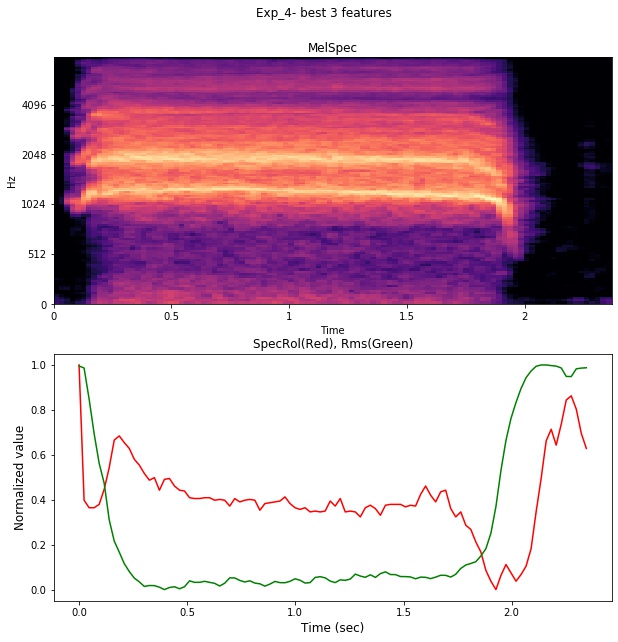 Exp_4- best 3 features
MelSpec
4096
2048
1024
512
0
Hz
0 0.5 1 1.5 2
Time
SpecRol(Red), Rms(Green)
1.0
0.8
0.6
0.4
0.2
0.0
Normalized value
0.0 0.5 1.0 1.5 2.0
Time (sec)